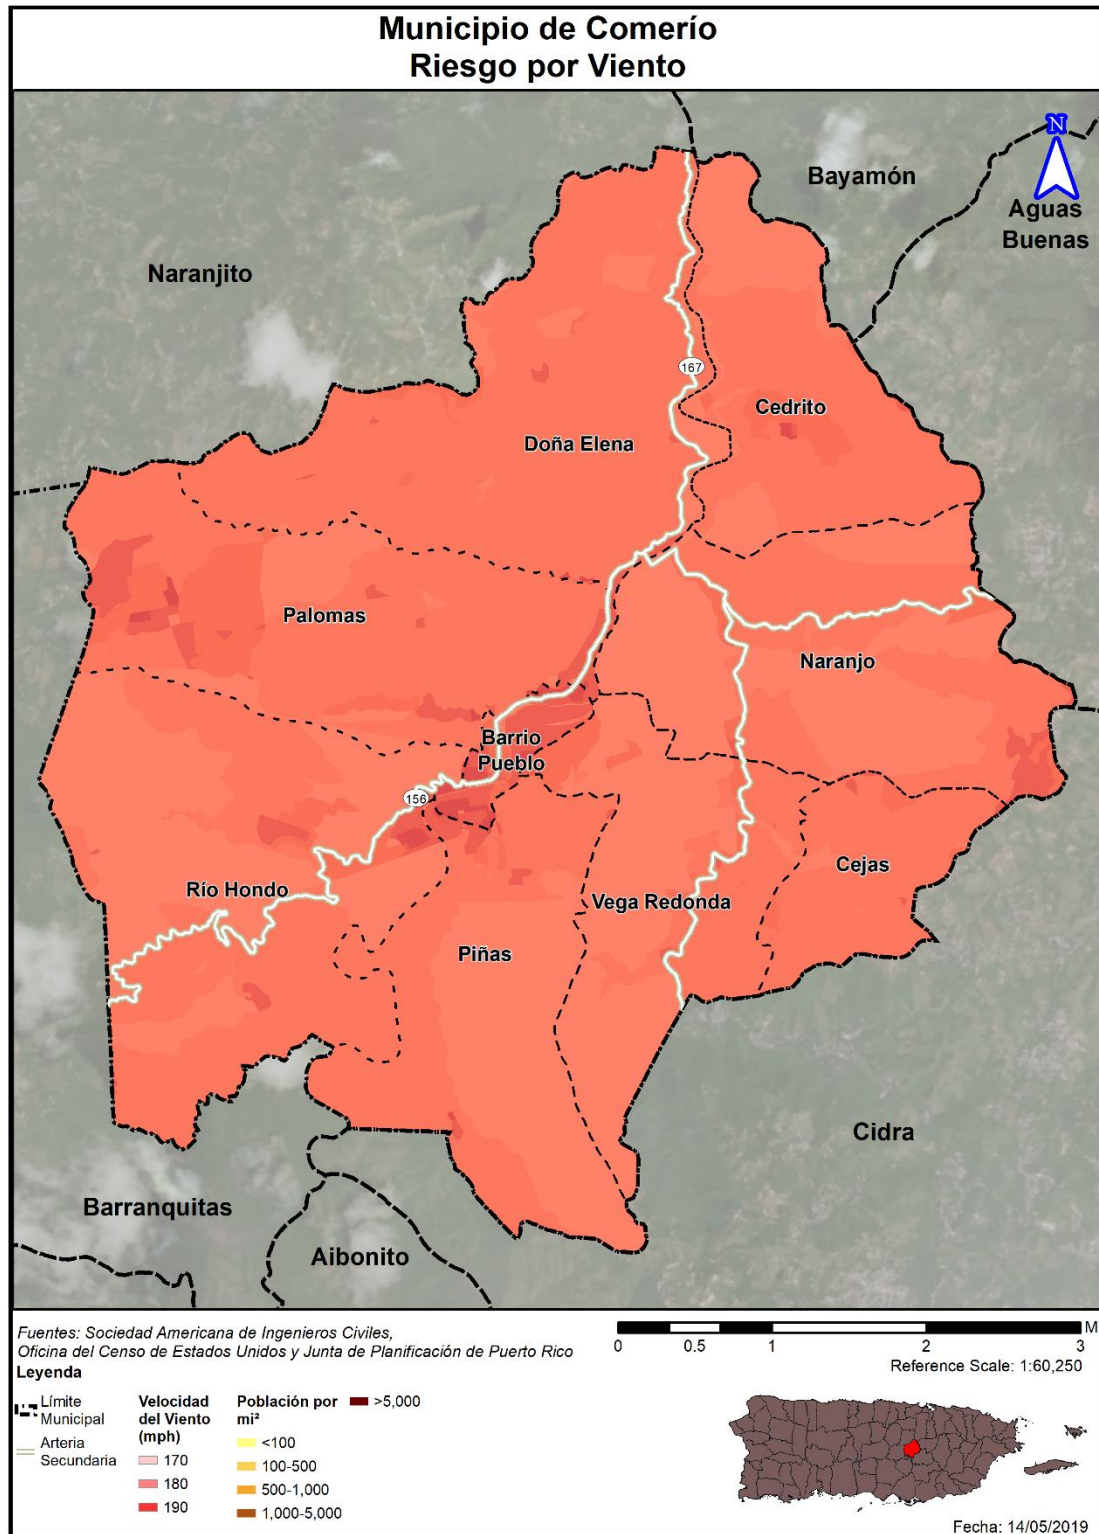 Municipio de Comerío
Riesgo por Viento
N
Bayamón
Aguas
Buenas
Naranjito
167
Cedrito
Doña Elena
Palomas
Naranjo
Barrio
Pueblo
156
Cejas
Río Hondo
Vega Redonda
Piñas
Cidra
Barranquitas
Aibonito
Fuentes: Sociedad Americana de Ingenieros Civiles,
Oficina del Censo de Estados Unidos y Junta de Planificación de Puerto Rico
M
0 0.5 1 2 3
Reference Scale: 1:60,250
Leyenda
Límite
Municipal
Arteria
Secundaria
Velocidad
del Viento
(mph)
170
180
190
Población por
mi²
<100
100-500
500-1,000
1,000-5,000
>5,000
Fecha: 14/05/2019